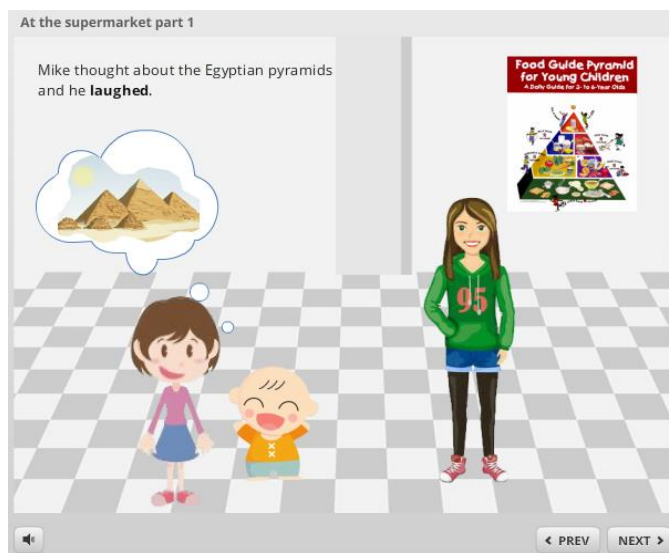 At the supermarket part 1
Mike thought about the Egyptian pyramids
and he laughed.
Food Guide Pyramid
for Young Children
A Daily Guide for 2- to 6-Year-Olds
95
PREV
NEXT